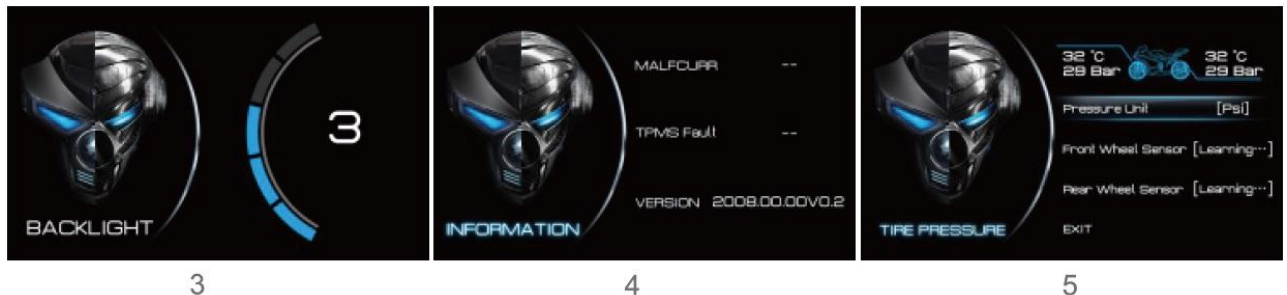 BACKLIGHT
3
3
MALFCURR --
TPMS Fault --
VERSION 2008.00.00V0.2
INFORMATION
4
32 °C 32 °C
29 Bar 29 Bar
Pressure Unit [Psi]
Front Wheel Sensor [Learning···]
Rear Wheel Sensor [Learning···]
EXIT
TIRE PRESSURE
5